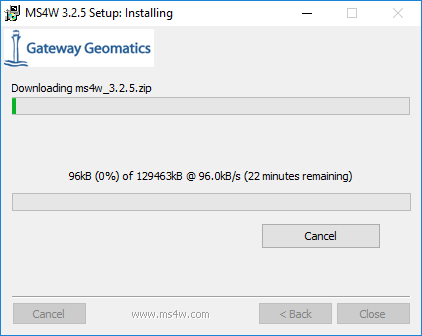 MS4W 3.2.5 Setup: Installing
Gateway Geomatics
Downloading ms4w_3.2.5.zip
96kB (0%) of 129463kB @ 96.0kB/s (22 minutes remaining)
Cancel
Cancel www.ms4w.com < Back Close